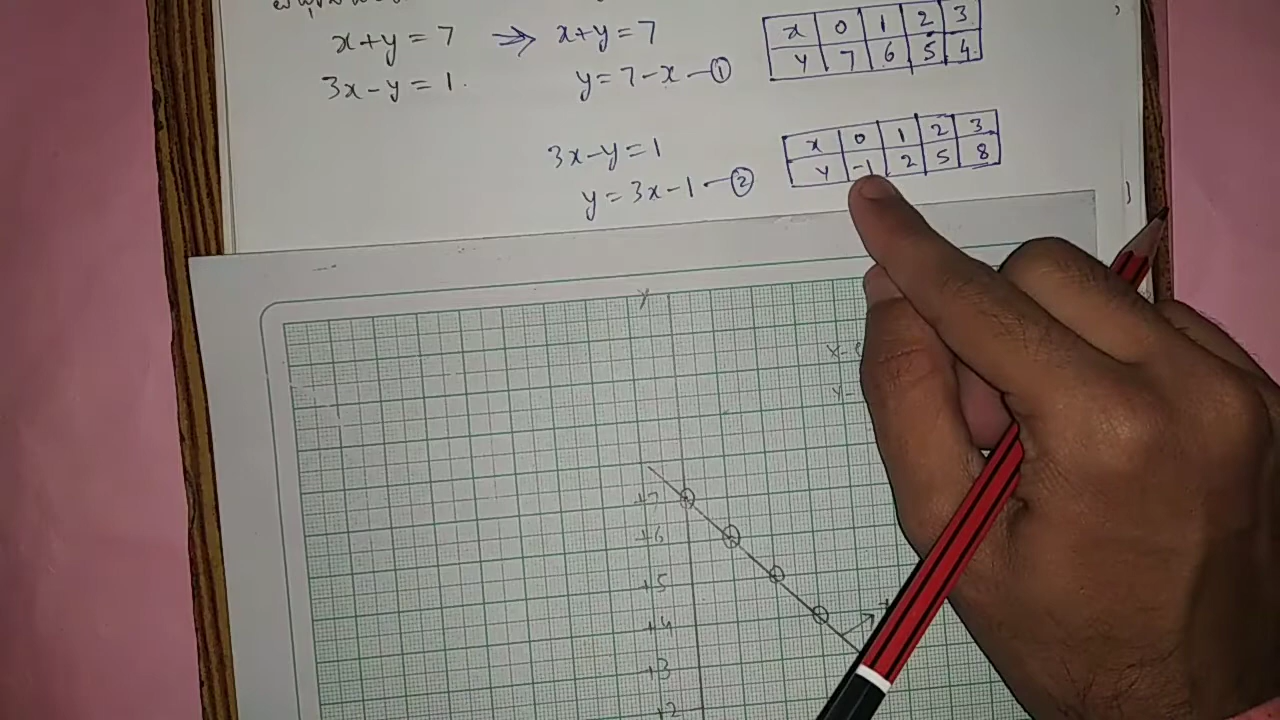 x+y = 7 ⇒ x+y = 7
3x-y = 1. y = 7-x —①
x 0 1 2 3
y 7 6 5 4
3x-y = 1
y = 3x-1 —②
x 0 1 2 3
y -1 2 5 8
y
+7
+6
+5
+4
+3
+2